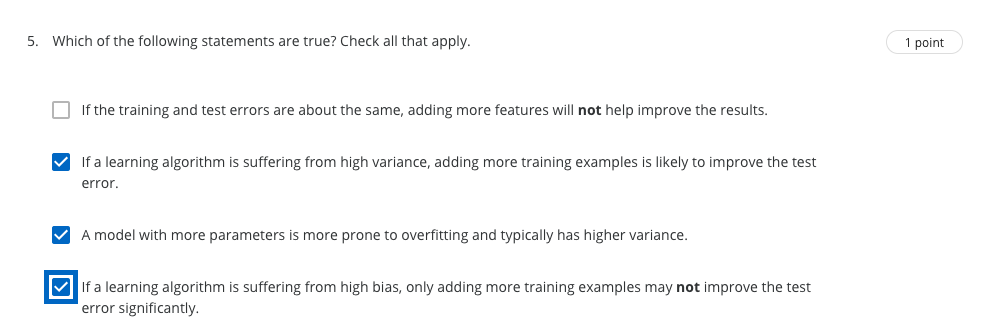 5. Which of the following statements are true? Check all that apply.
1 point
If the training and test errors are about the same, adding more features will not help improve the results.
If a learning algorithm is suffering from high variance, adding more training examples is likely to improve the test
error.
A model with more parameters is more prone to overfitting and typically has higher variance.
If a learning algorithm is suffering from high bias, only adding more training examples may not improve the test
error significantly.